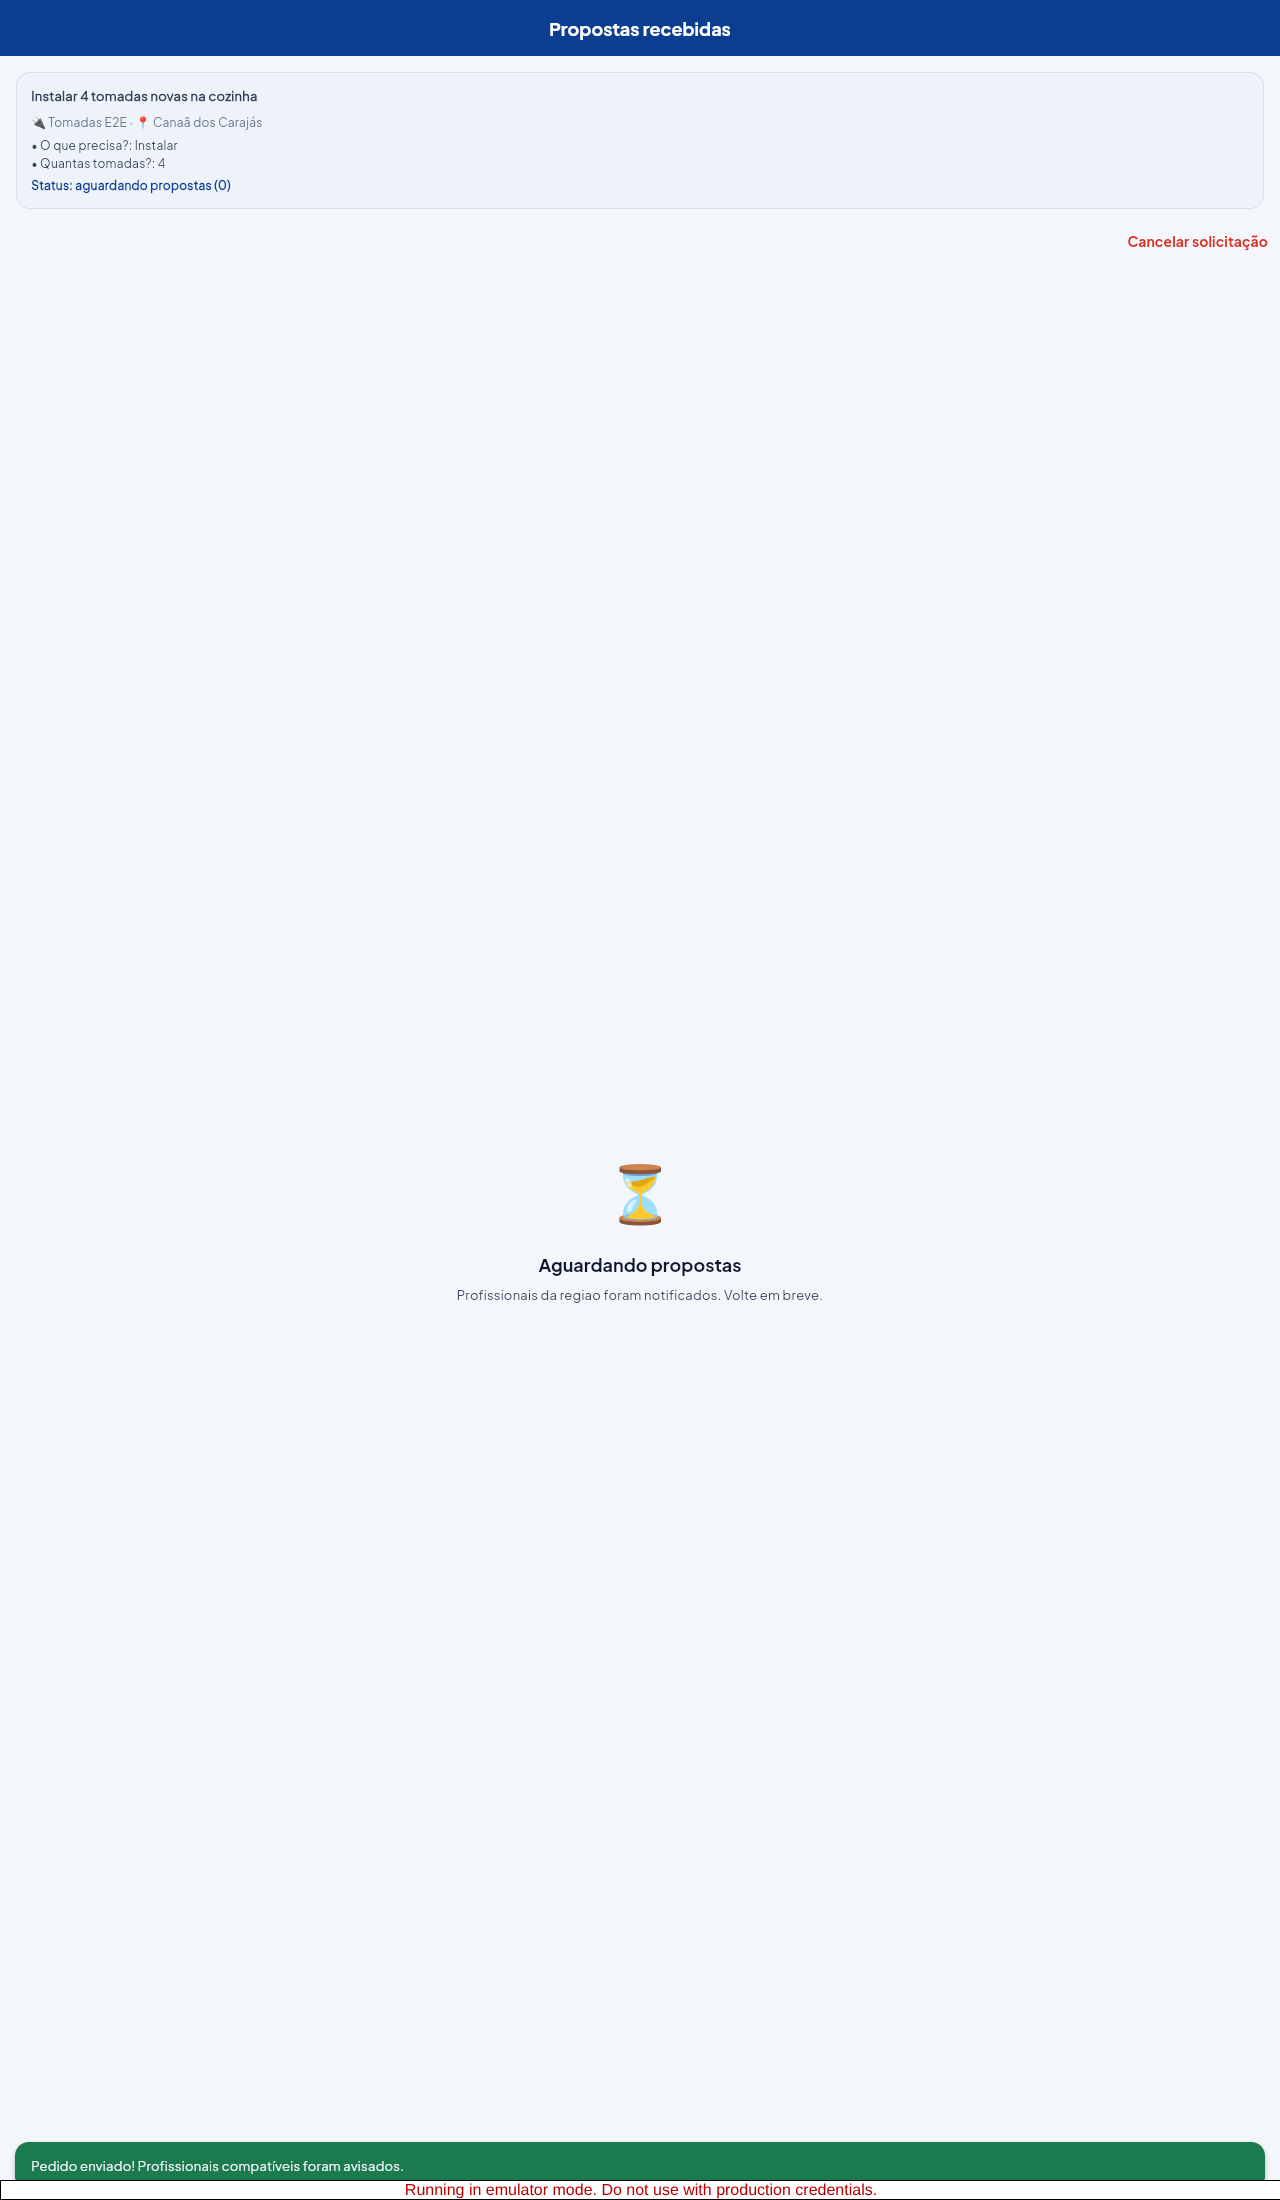 Propostas recebidas
Instalar 4 tomadas novas na cozinha
🔌 Tomadas E2E · 📍 Canaã dos Carajás
• O que precisa?: Instalar
• Quantas tomadas?: 4
Status: aguardando propostas (0)
Cancelar solicitação
Aguardando propostas
Profissionais da regiao foram notificados. Volte em breve.
Pedido enviado! Profissionais compatíveis foram avisados.
Running in emulator mode. Do not use with production credentials.